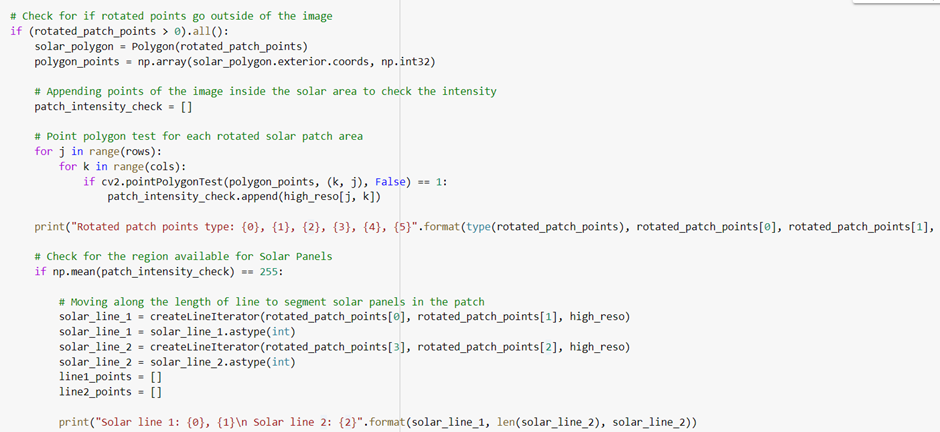 # Check for if rotated points go outside of the image
if (rotated_patch_points > 0).all():
    solar_polygon = Polygon(rotated_patch_points)
    polygon_points = np.array(solar_polygon.exterior.coords, np.int32)

    # Appending points of the image inside the solar area to check the intensity
    patch_intensity_check = []

    # Point polygon test for each rotated solar patch area
    for j in range(rows):
        for k in range(cols):
            if cv2.pointPolygonTest(polygon_points, (k, j), False) == 1:
                patch_intensity_check.append(high_reso[j, k])

    print("Rotated patch points type: {0}, {1}, {2}, {3}, {4}, {5}".format(type(rotated_patch_points), rotated_patch_points[0], rotated_patch_points[1],

    # Check for the region available for Solar Panels
    if np.mean(patch_intensity_check) == 255:

        # Moving along the length of line to segment solar panels in the patch
        solar_line_1 = createLineIterator(rotated_patch_points[0], rotated_patch_points[1], high_reso)
        solar_line_1 = solar_line_1.astype(int)
        solar_line_2 = createLineIterator(rotated_patch_points[3], rotated_patch_points[2], high_reso)
        solar_line_2 = solar_line_2.astype(int)
        line1_points = []
        line2_points = []

        print("Solar line 1: {0}, {1}\n Solar line 2: {2}".format(solar_line_1, len(solar_line_2), solar_line_2))